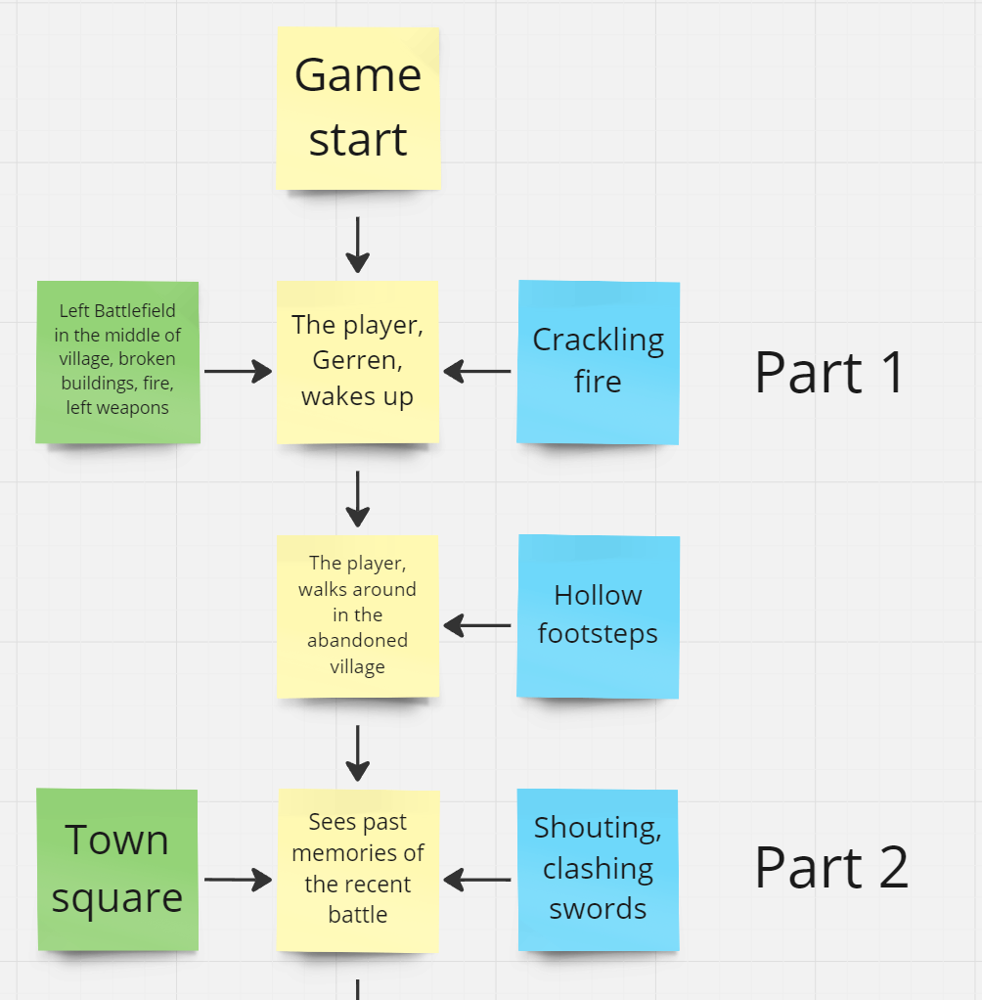 Game
start
Left Battlefield
in the middle of
village, broken
buildings, fire,
left weapons
The player,
Gerren,
wakes up
Crackling
fire
Part 1
The player,
walks around
in the
abandoned
village
Hollow
footsteps
Town
square
Sees past
memories of
the recent
battle
Shouting,
clashing
swords
Part 2